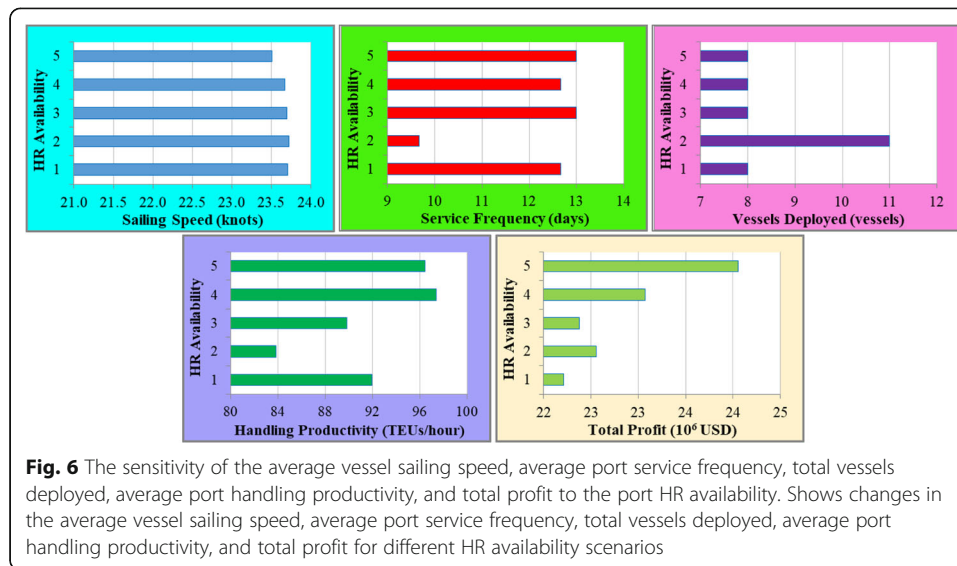 HR Availability
5
4
3
2
1
21.0 21.5 22.0 22.5 23.0 23.5 24.0
Sailing Speed (knots)
HR Availability
5
4
3
2
1
9 10 11 12 13 14
Service Frequency (days)
HR Availability
5
4
3
2
1
7 8 9 10 11 12
Vessels Deployed (vessels)
HR Availability
5
4
3
2
1
80 84 88 92 96 100
Handling Productivity (TEUs/hour)
HR Availability
5
4
3
2
1
22 23 23 24 24 25
Total Profit (10⁶ USD)
Fig. 6 The sensitivity of the average vessel sailing speed, average port service frequency, total vessels
deployed, average port handling productivity, and total profit to the port HR availability. Shows changes in
the average vessel sailing speed, average port service frequency, total vessels deployed, average port
handling productivity, and total profit for different HR availability scenarios